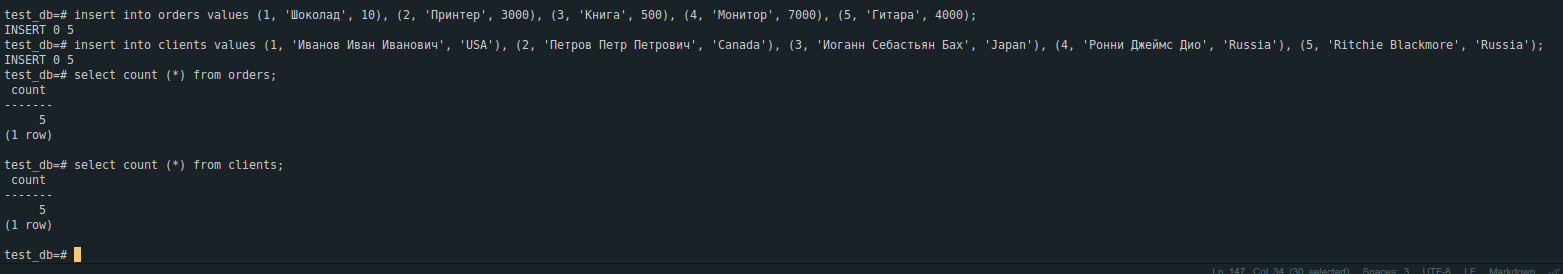 test_db=# insert into orders values (1, 'Шоколад', 10), (2, 'Принтер', 3000), (3, 'Книга', 500), (4, 'Монитор', 7000), (5, 'Гитара', 4000);
INSERT 0 5
test_db=# insert into clients values (1, 'Иванов Иван Иванович', 'USA'), (2, 'Петров Петр Петрович', 'Canada'), (3, 'Иоганн Себастьян Бах', 'Japan'), (4, 'Ронни Джеймс Дио', 'Russia'), (5, 'Ritchie Blackmore', 'Russia');
INSERT 0 5
test_db=# select count (*) from orders;
 count
-------
     5
(1 row)

test_db=# select count (*) from clients;
 count
-------
     5
(1 row)

test_db=#
Ln 147, Col 34 (30 selected) Spaces: 3 UTF-8 LF Markdown